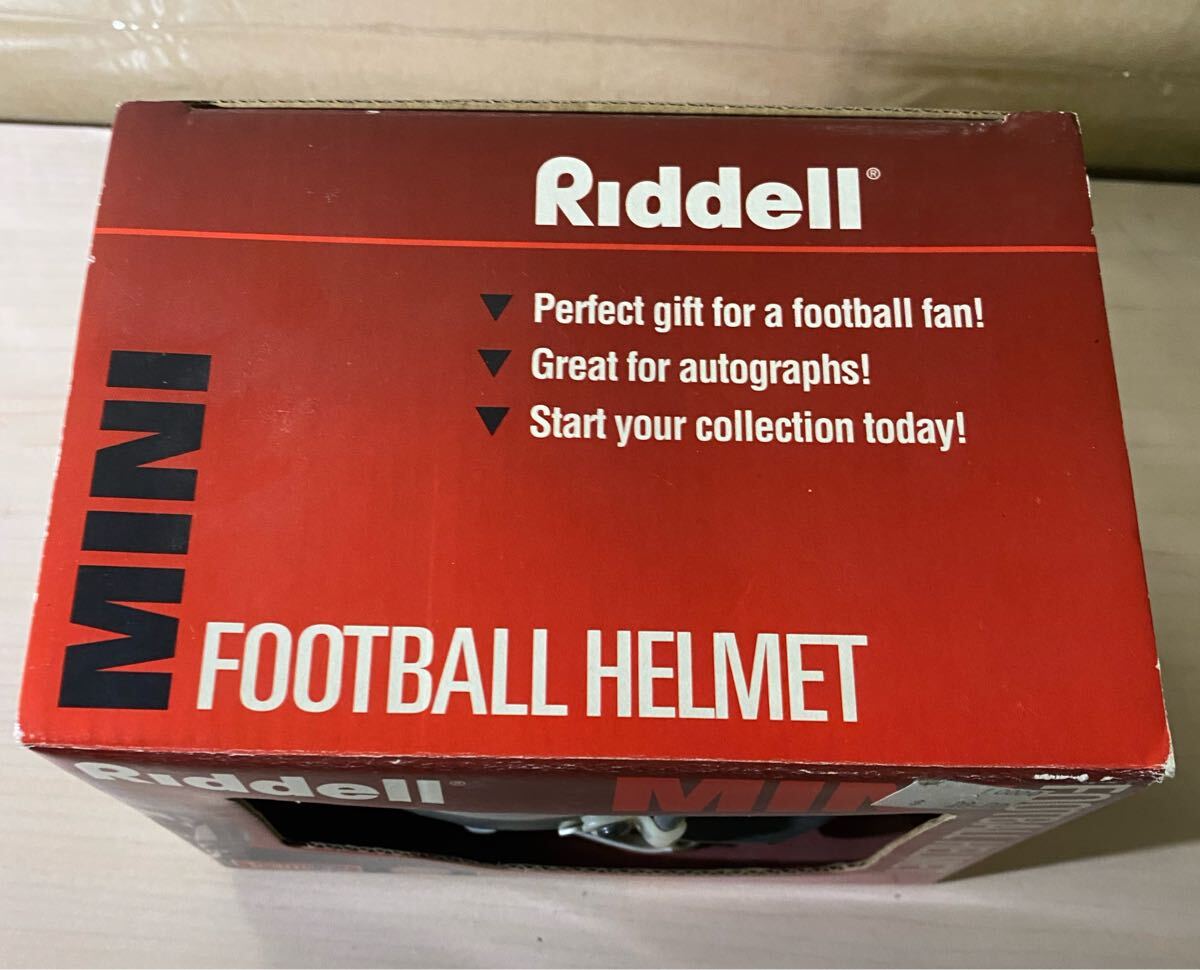 Riddell®
▼ Perfect gift for a football fan!
▼ Great for autographs!
▼ Start your collection today!
MINI
FOOTBALL HELMET
Riddell®